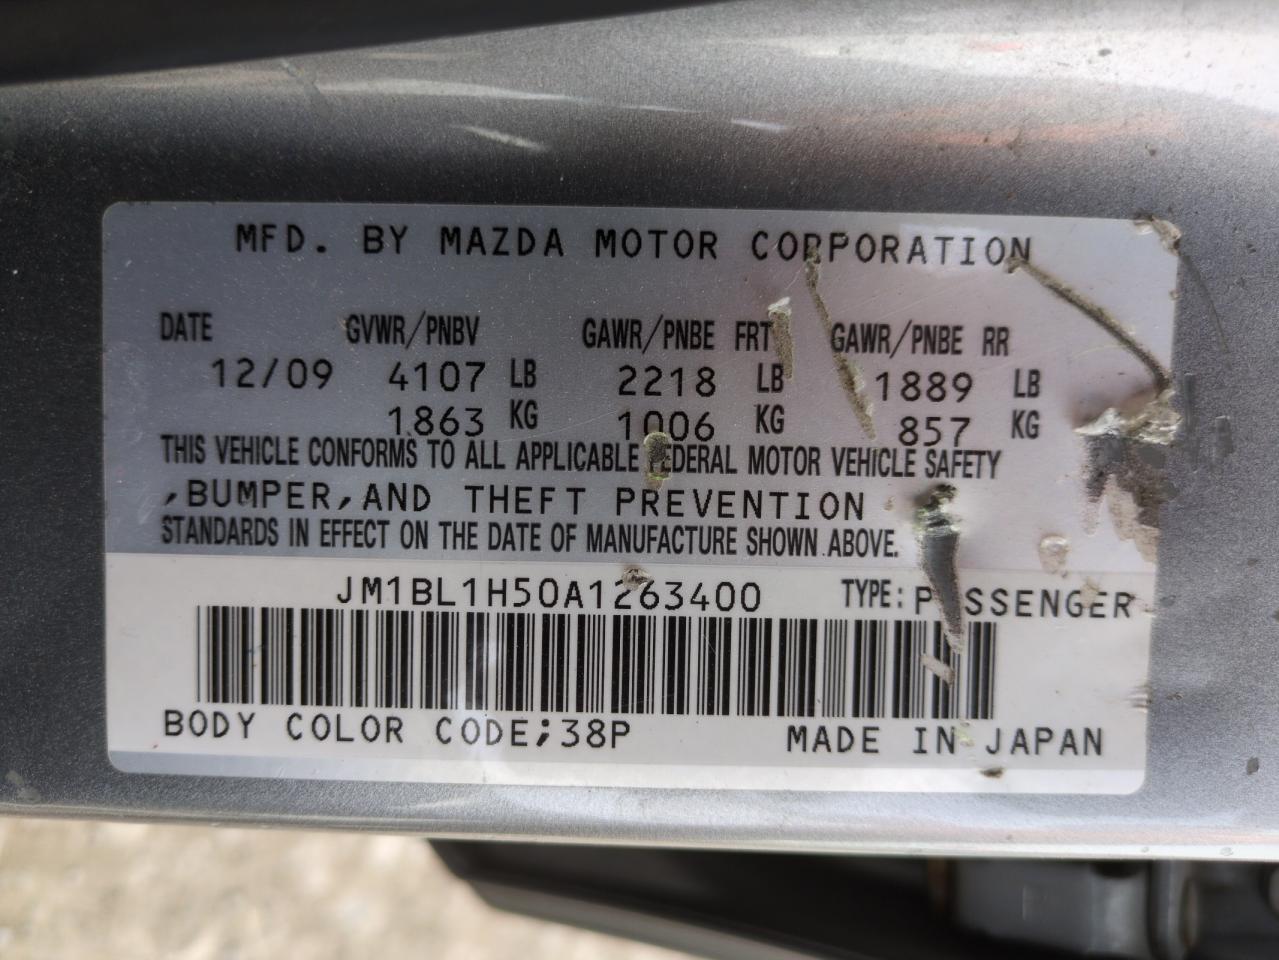 MFD. BY MAZDA MOTOR CORPORATION
DATE GVWR/PNBV GAWR/PNBE FRT GAWR/PNBE RR
12/09 4107 LB 2218 LB 1889 LB
1863 KG 1006 KG 857 KG
THIS VEHICLE CONFORMS TO ALL APPLICABLE FEDERAL MOTOR VEHICLE SAFETY
,BUMPER,AND THEFT PREVENTION
STANDARDS IN EFFECT ON THE DATE OF MANUFACTURE SHOWN ABOVE.
JM1BL1H50A1263400 TYPE: PASSENGER
BODY COLOR CODE;38P MADE IN JAPAN